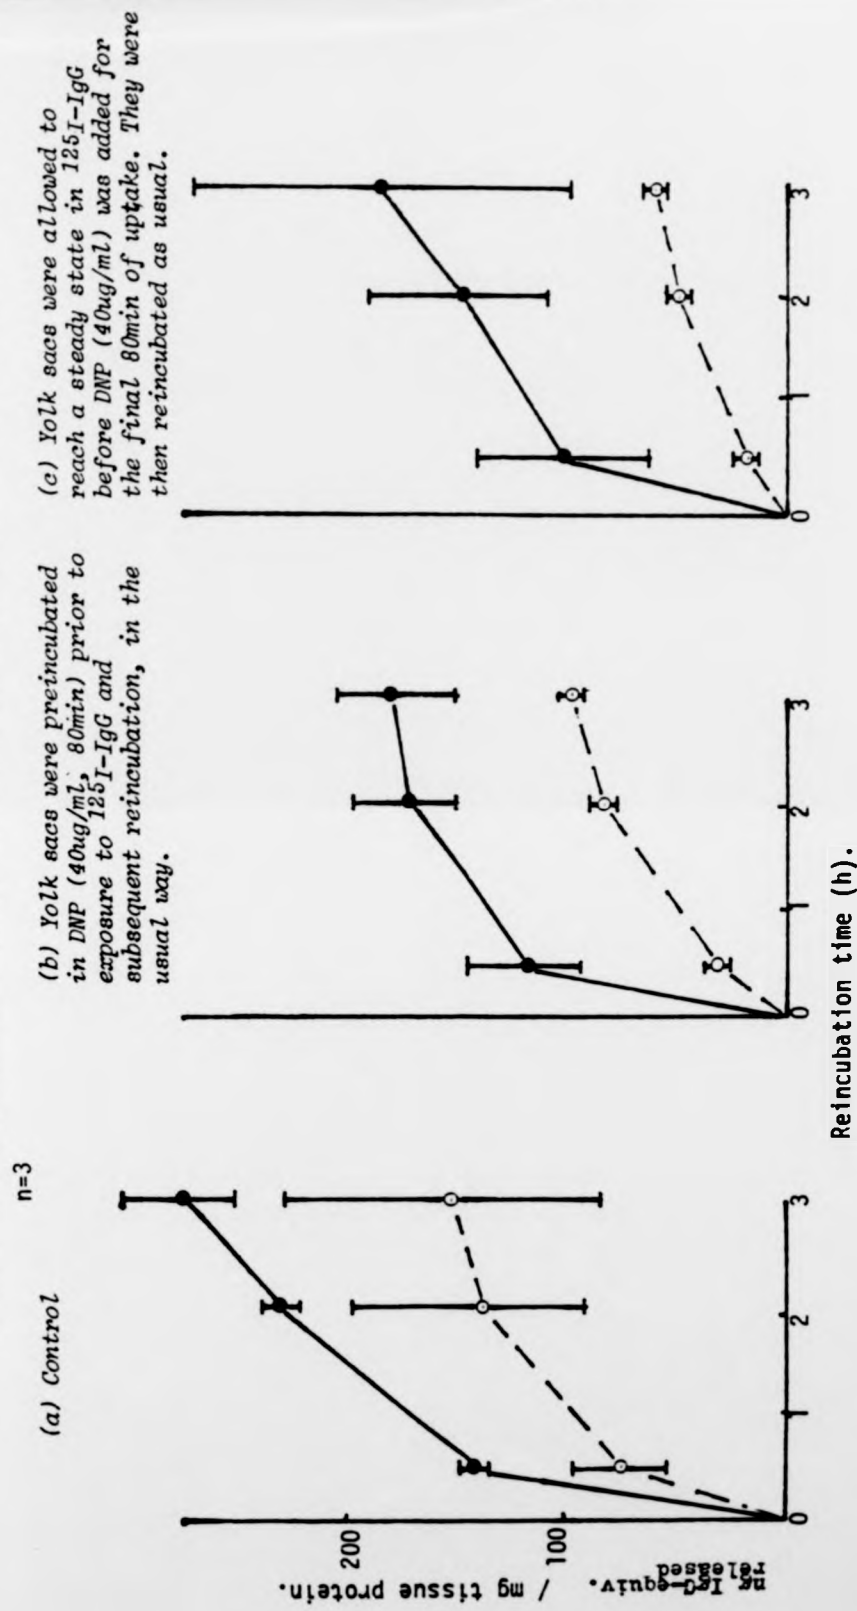 n=3
(a) Control
(b) Yolk sacs were preincubated
in DNP (40ug/ml, 80min) prior to
exposure to 125I-IgG and
subsequent reincubation, in the
usual way.
(c) Yolk sacs were allowed to
reach a steady state in 125I-IgG
before DNP (40ug/ml) was added for
the final 80min of uptake. They were
then reincubated as usual.
ng IgG-equiv. released
/ mg tissue protein.
200
100
0 1 2 3
0 1 2 3
0 1 2 3
Reincubation time (h).